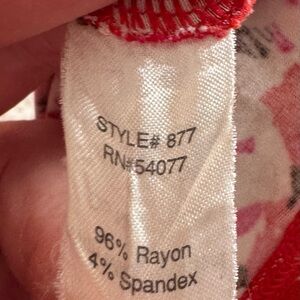 STYLE# 877
RN#54077
96% Rayon
4% Spandex